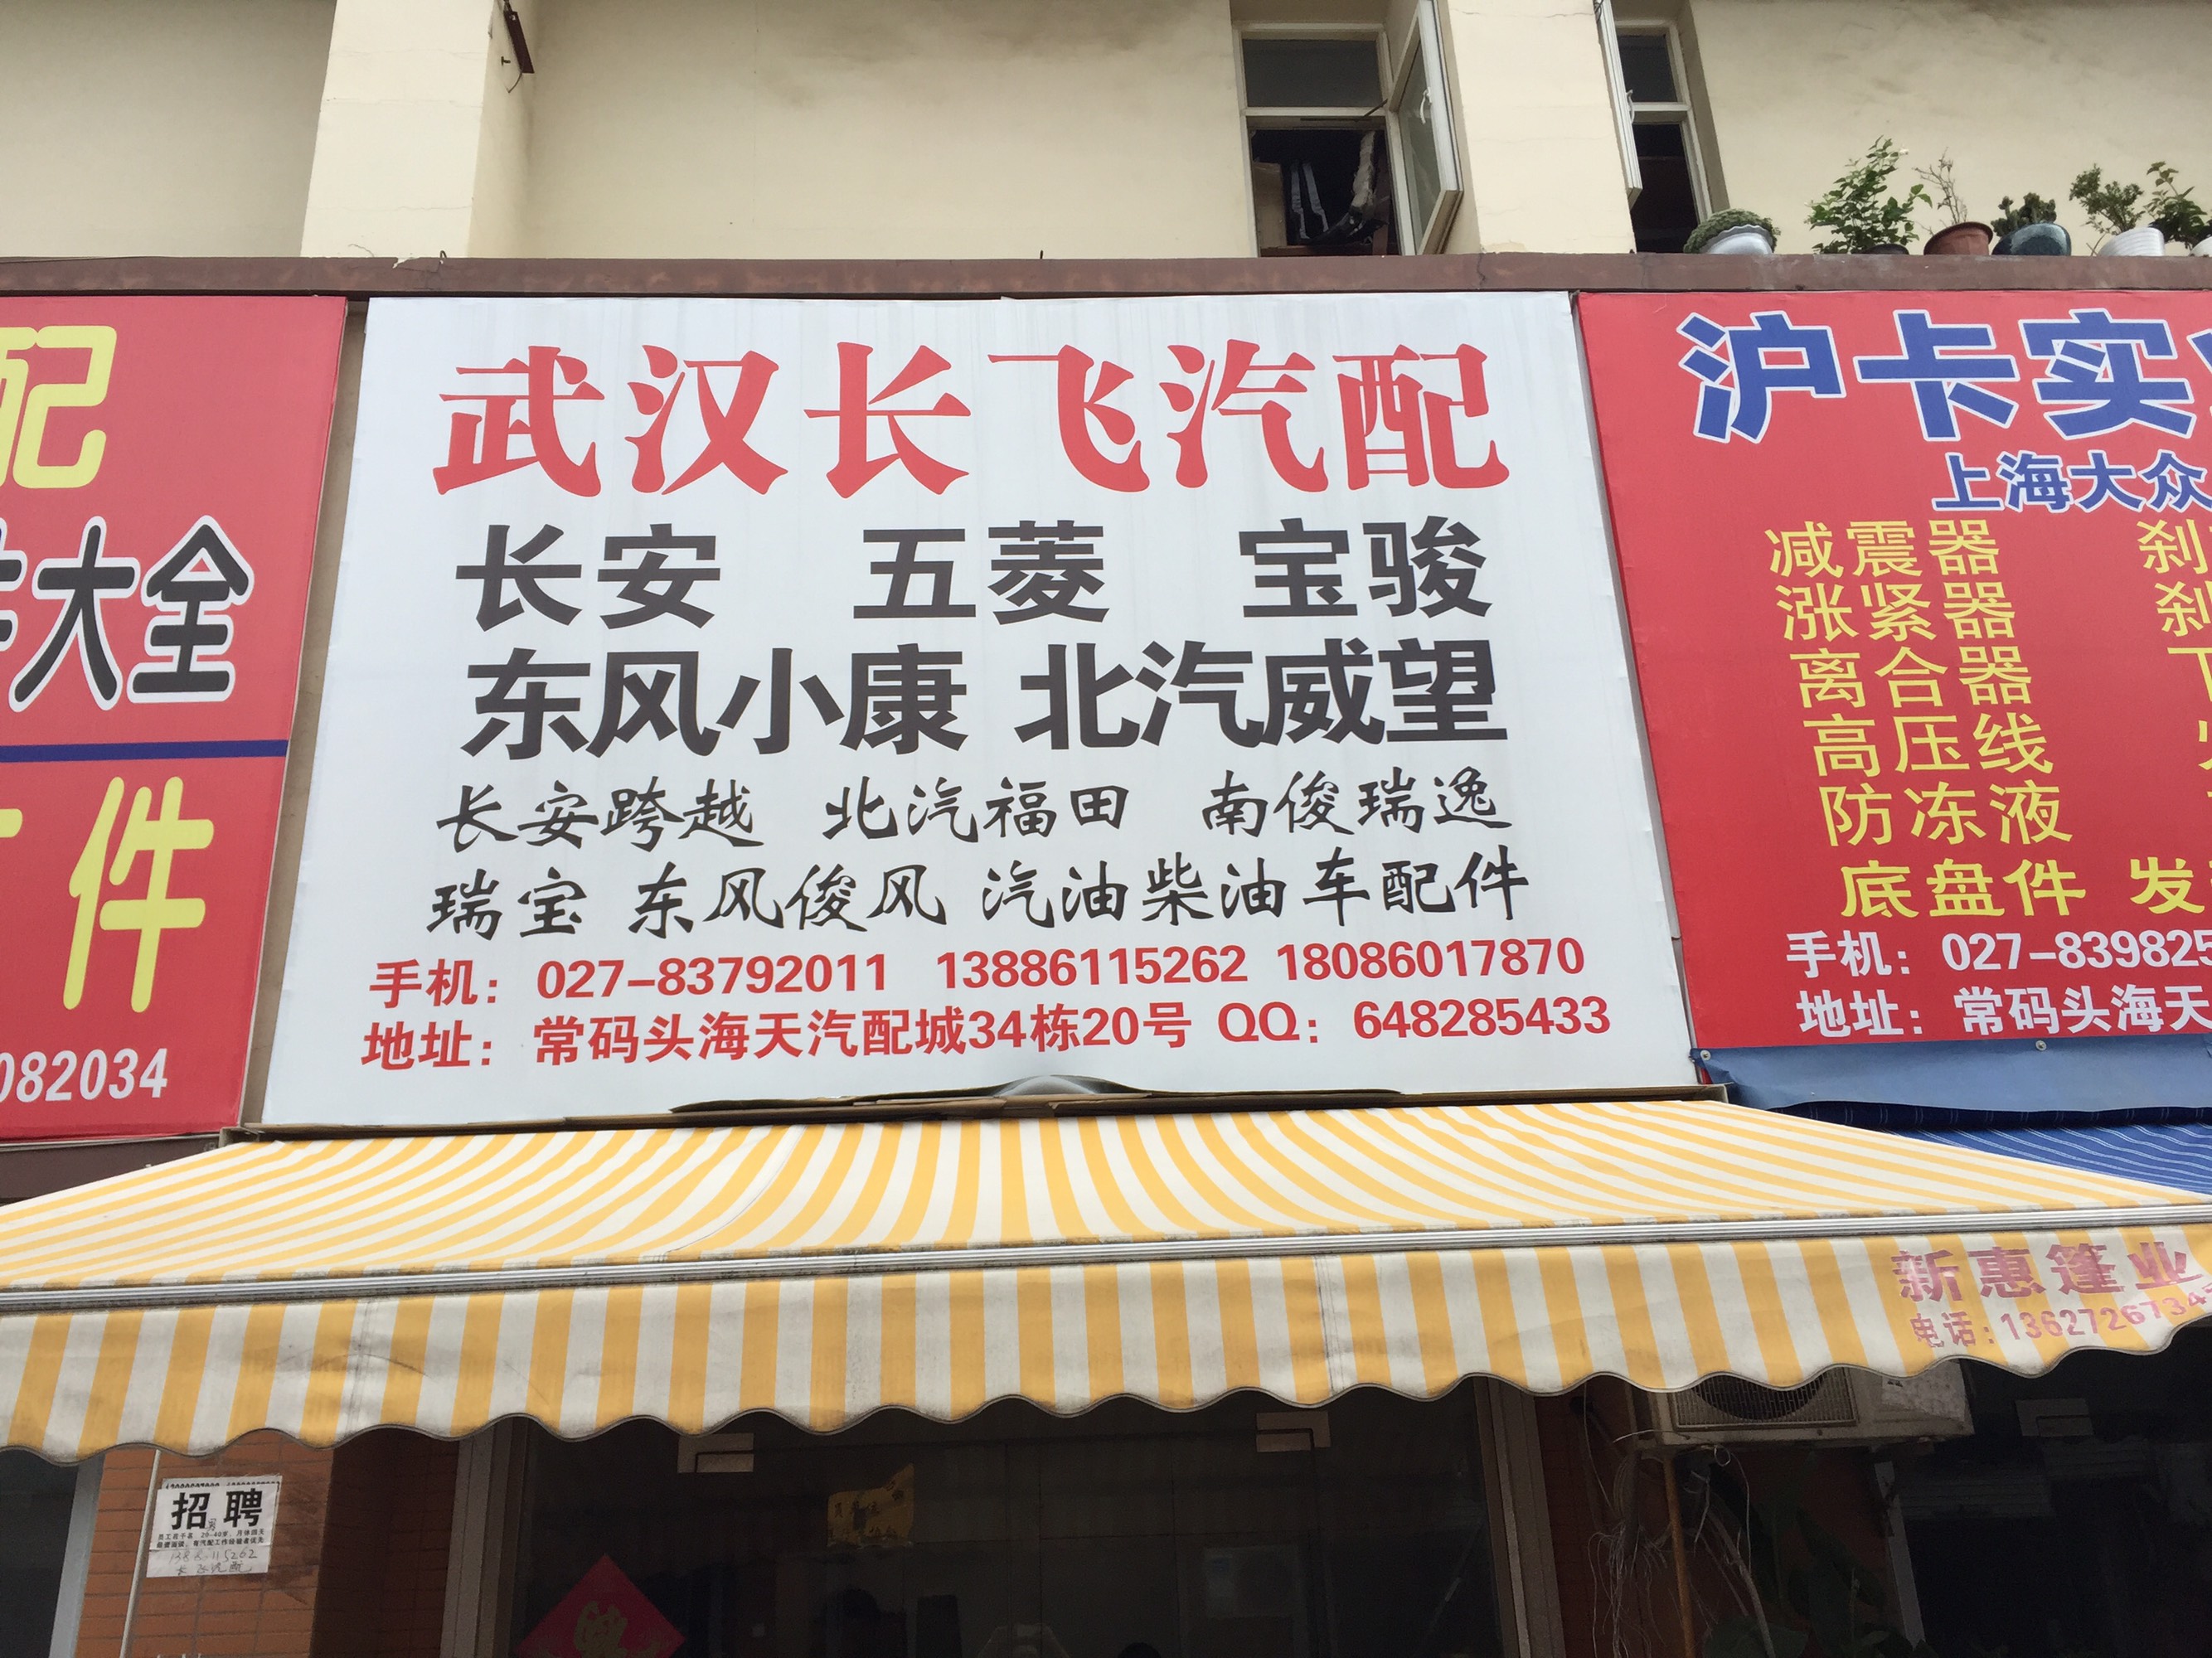 配
大全
件
082034
武汉长飞汽配
长安 五菱 宝骏
东风小康 北汽威望
长安跨越 北汽福田 南俊瑞逸
瑞宝 东风俊风 汽油柴油车配件
手机：027-83792011 13886115262 18086017870
地址：常码头海天汽配城34栋20号 QQ：648285433
沪卡实
上海大众
减震器 刹
涨紧器 刹
离合器
高压线
防冻液
底盘件 发
手机：027-83982
地址：常码头海天
新惠篷业
电话：1362726734
招聘